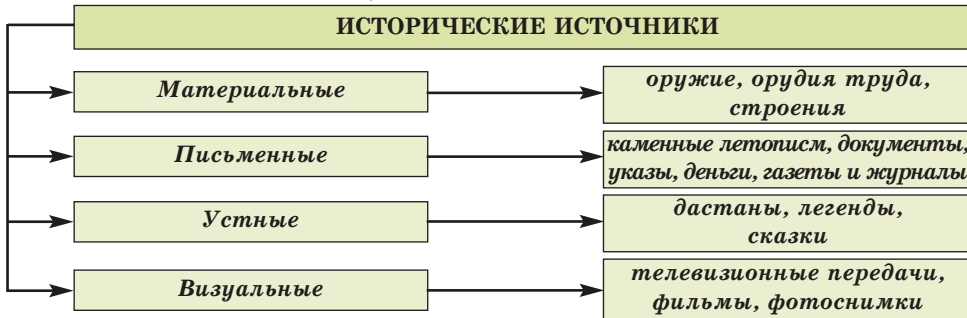 ИСТОРИЧЕСКИЕ ИСТОЧНИКИ
Материальные
оружие, орудия труда,
строения
Письменные
каменные летописм, документы,
указы, деньги, газеты и журналы
Устные
дастаны, легенды,
сказки
Визуальные
телевизионные передачи,
фильмы, фотоснимки